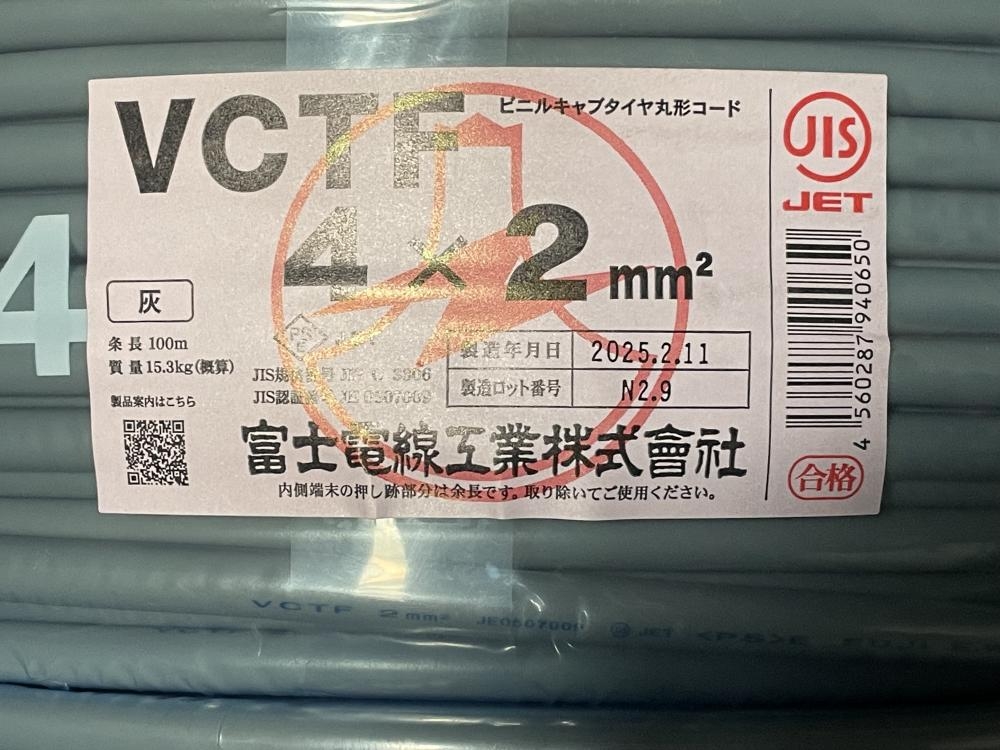 VCTF
ビニルキャブタイヤ丸形コード
4×2mm²
4
灰
条長 100m
質量 15.3kg(概算)
製品案内はこちら
製造年月日 2025.2.11
製造ロット番号 N2.9
富士電線工業株式會社
内側端末の押し跡部分は余長です。取り除いてご使用ください。
JIS
JET
4 560287 940650
合格
VCTF 2mm² JET <PS>E